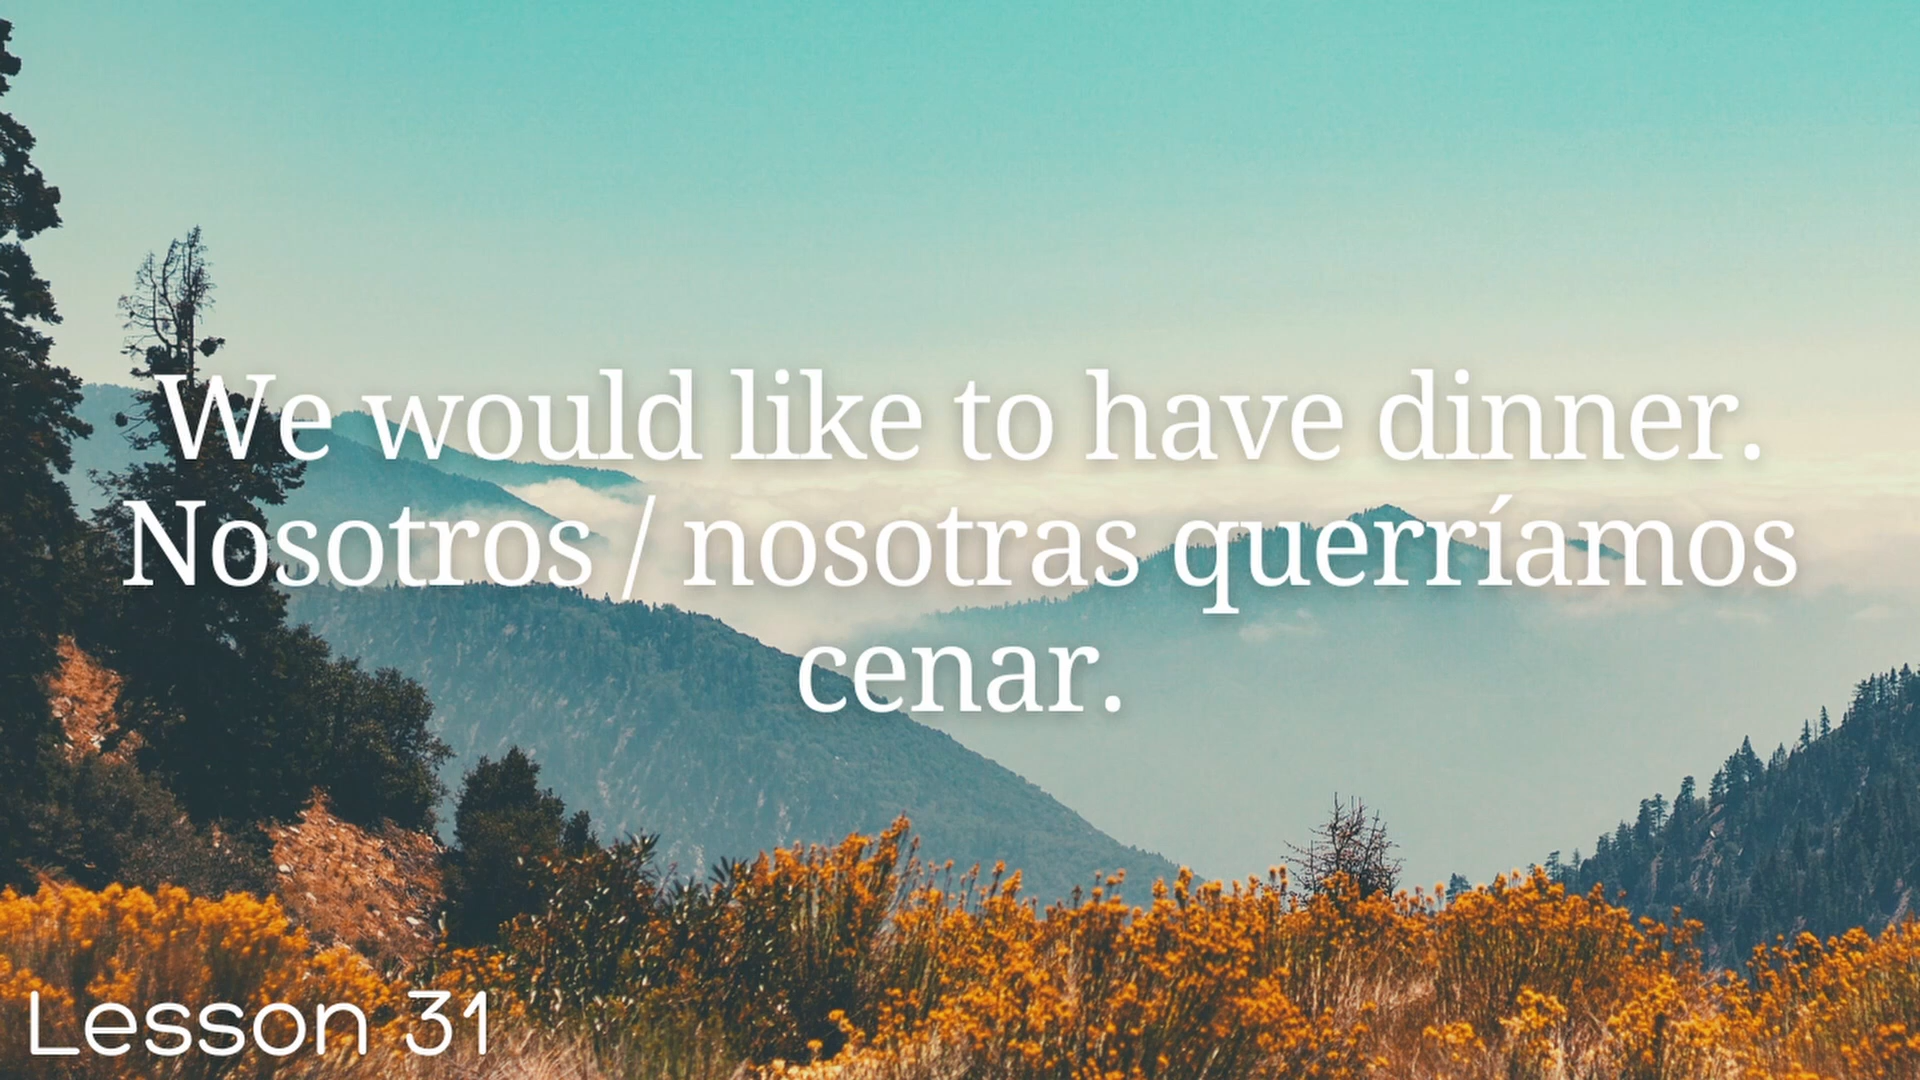 We would like to have dinner.
Nosotros / nosotras querríamos
cenar.
Lesson 31